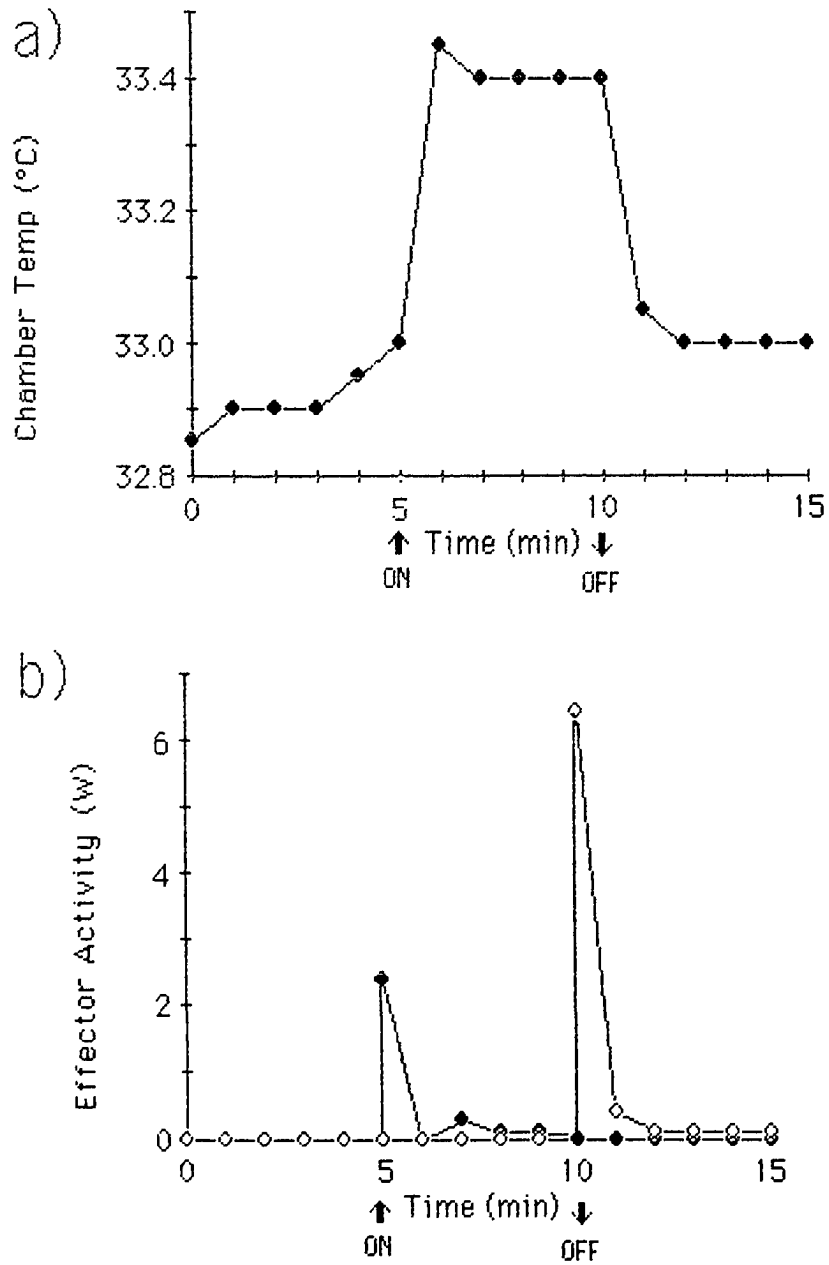 a)
Chamber Temp (°C)
33.4
33.2
33.0
32.8
0 5 10 15
Time (min)
ON OFF
b)
Effector Activity (W)
6
4
2
0
0 5 10 15
Time (min)
ON OFF